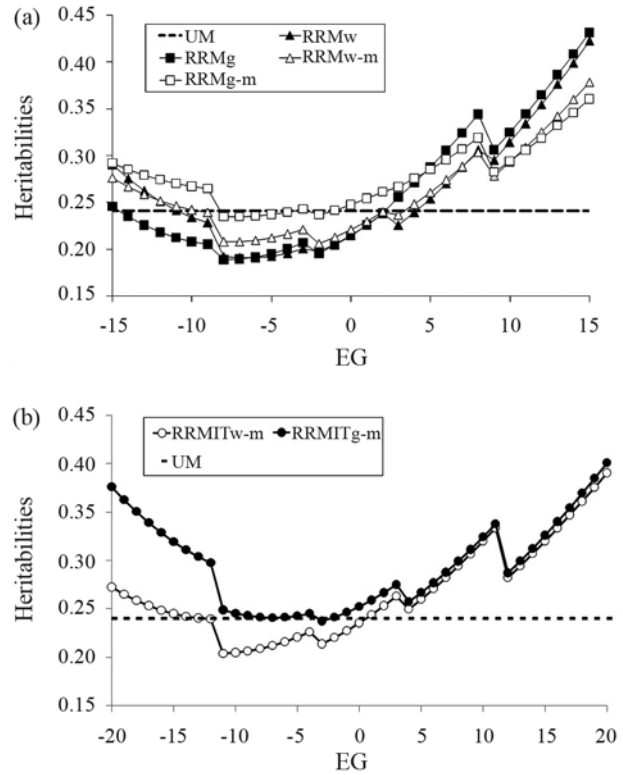 (a)
UM RRMw
RRMg RRMw-m
RRMg-m
Heritabilities
0.45
0.40
0.35
0.30
0.25
0.20
0.15
-15 -10 -5 0 5 10 15
EG
(b)
RRMITw-m RRMITg-m
UM
Heritabilities
0.45
0.40
0.35
0.30
0.25
0.20
0.15
-20 -15 -10 -5 0 5 10 15 20
EG